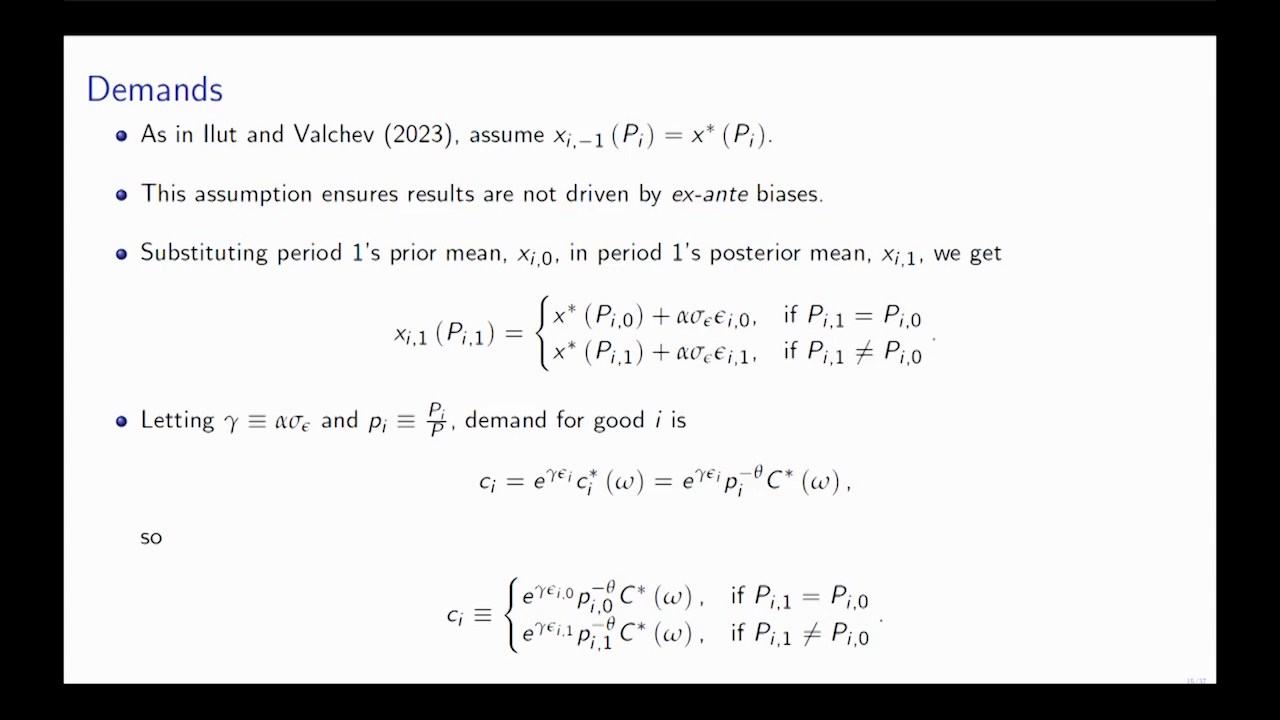 Demands
As in Ilut and Valchev (2023), assume x_{i,−1} (P_i) = x* (P_i).
This assumption ensures results are not driven by ex-ante biases.
Substituting period 1's prior mean, x_{i,0}, in period 1's posterior mean, x_{i,1}, we get
x_{i,1} (P_{i,1}) = { x* (P_{i,0}) + ασ_ϵ ϵ_{i,0}, if P_{i,1} = P_{i,0}
x* (P_{i,1}) + ασ_ϵ ϵ_{i,1}, if P_{i,1} ≠ P_{i,0} .
Letting γ ≡ ασ_ϵ and p_i ≡ P_i/P, demand for good i is
c_i = e^{γϵ_i} c_i^* (ω) = e^{γϵ_i} p_i^{−θ} C* (ω) ,
so
c_i ≡ { e^{γϵ_{i,0}} p_{i,0}^{−θ} C* (ω) , if P_{i,1} = P_{i,0}
e^{γϵ_{i,1}} p_{i,1}^{−θ} C* (ω) , if P_{i,1} ≠ P_{i,0} .